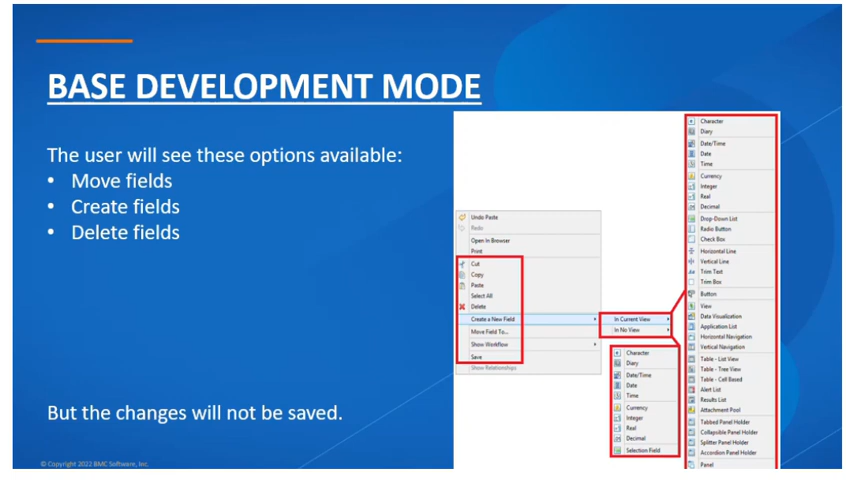 BASE DEVELOPMENT MODE
The user will see these options available:
• Move fields
• Create fields
• Delete fields
But the changes will not be saved.
© Copyright 2022 BMC Software, Inc.
Undo Paste
Redo
Open In Browser
Print
Cut
Copy
Paste
Select All
Delete
Create a New Field
Move Field To...
Show Workflow
Save
Show Relationships
In Current View
In No View
Character
Diary
Date/Time
Date
Time
Currency
Integer
Real
Decimal
Selection Field
Character
Diary
Date/Time
Date
Time
Currency
Integer
Real
Decimal
Drop-Down List
Radio Button
Check Box
Horizontal Line
Vertical Line
Trim Text
Trim Box
Button
View
Data Visualization
Application List
Horizontal Navigation
Vertical Navigation
Table - List View
Table - Tree View
Table - Cell Based
Alert List
Results List
Attachment Pool
Tabbed Panel Holder
Collapsible Panel Holder
Splitter Panel Holder
Accordion Panel Holder
Panel